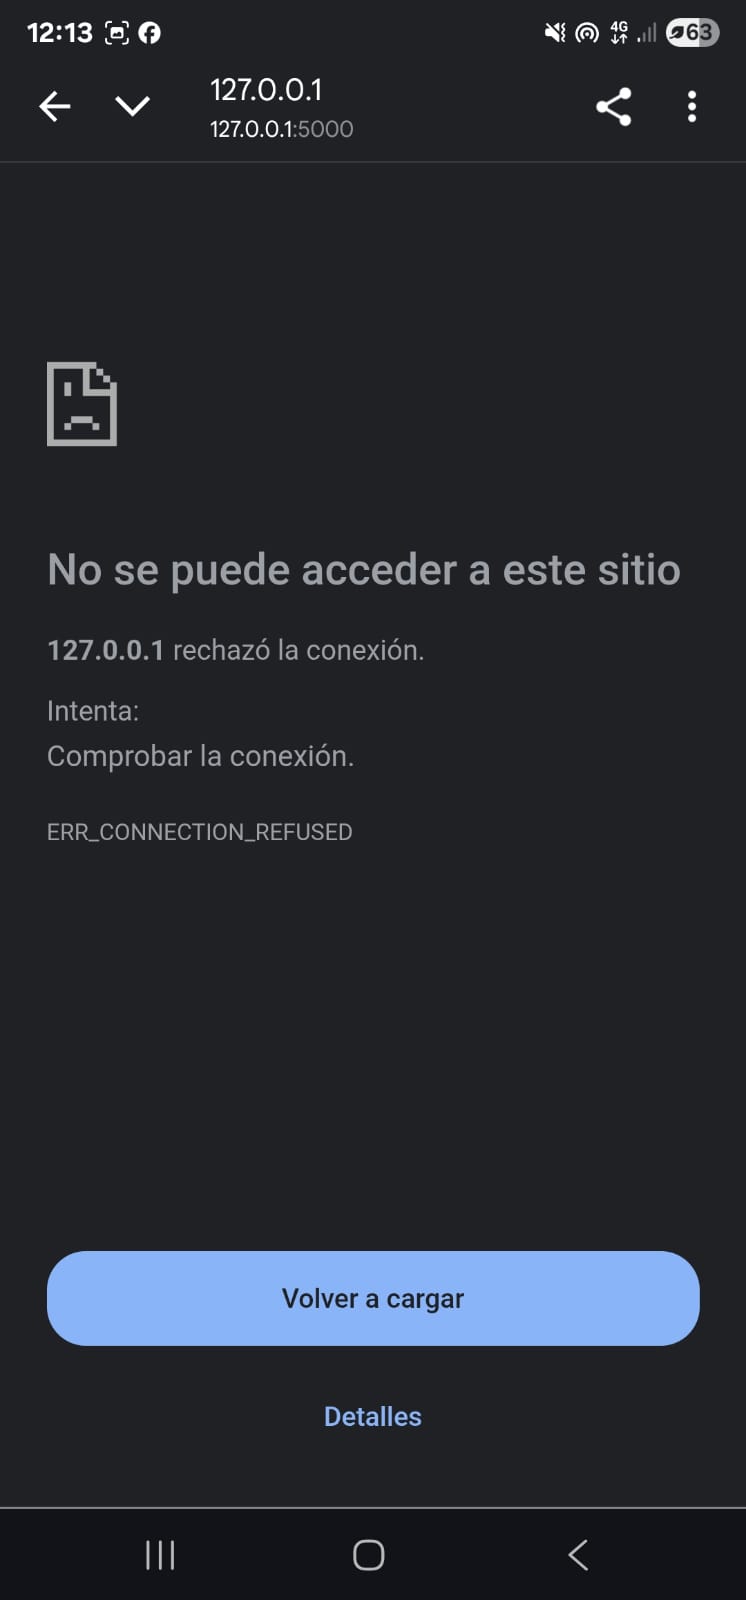 12:13
4G
63
127.0.0.1
127.0.0.1:5000
No se puede acceder a este sitio
127.0.0.1 rechazó la conexión.
Intenta:
Comprobar la conexión.
ERR_CONNECTION_REFUSED
Volver a cargar
Detalles